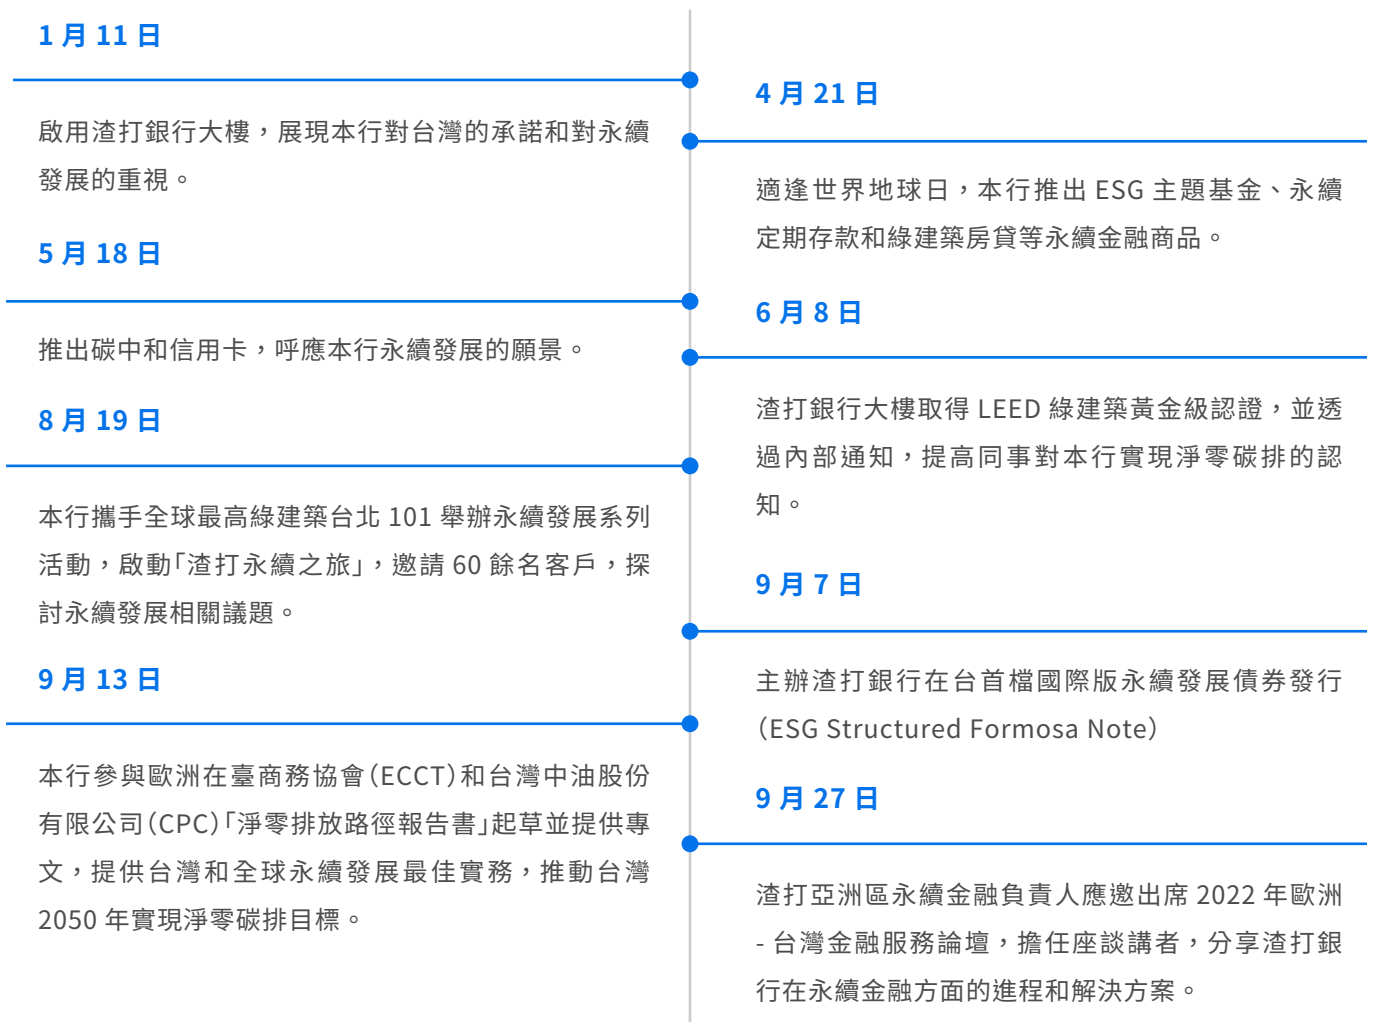 1 月 11 日
啟用渣打銀行大樓，展現本行對台灣的承諾和對永續
發展的重視。
4 月 21 日
適逢世界地球日，本行推出 ESG 主題基金、永續
定期存款和綠建築房貸等永續金融商品。
5 月 18 日
推出碳中和信用卡，呼應本行永續發展的願景。
6 月 8 日
渣打銀行大樓取得 LEED 綠建築黃金級認證，並透
過內部通知，提高同事對本行實現淨零碳排的認
知。
8 月 19 日
本行攜手全球最高綠建築台北 101 舉辦永續發展系列
活動，啟動「渣打永續之旅」，邀請 60 餘名客戶，探
討永續發展相關議題。
9 月 7 日
主辦渣打銀行在台首檔國際版永續發展債券發行
（ESG Structured Formosa Note）
9 月 13 日
本行參與歐洲在臺商務協會（ECCT）和台灣中油股份
有限公司（CPC）「淨零排放路徑報告書」起草並提供專
文，提供台灣和全球永續發展最佳實務，推動台灣
2050 年實現淨零碳排目標。
9 月 27 日
渣打亞洲區永續金融負責人應邀出席 2022 年歐洲
- 台灣金融服務論壇，擔任座談講者，分享渣打銀
行在永續金融方面的進程和解決方案。